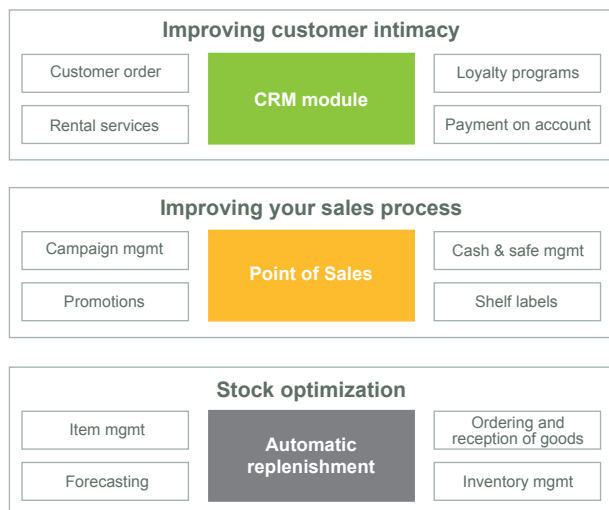 Improving customer intimacy
Customer order
Rental services
CRM module
Loyalty programs
Payment on account
Improving your sales process
Campaign mgmt
Promotions
Point of Sales
Cash & safe mgmt
Shelf labels
Stock optimization
Item mgmt
Forecasting
Automatic
replenishment
Ordering and
reception of goods
Inventory mgmt